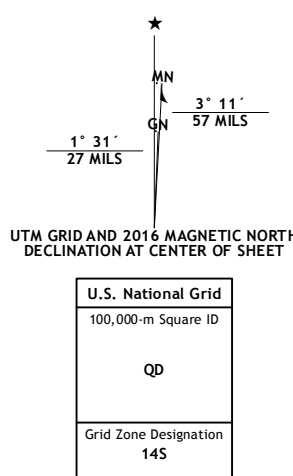 ★
MN
3° 11´
57 MILS
GN
1° 31´
27 MILS
UTM GRID AND 2016 MAGNETIC NORTH
DECLINATION AT CENTER OF SHEET
U.S. National Grid
100,000-m Square ID
QD
Grid Zone Designation
14S